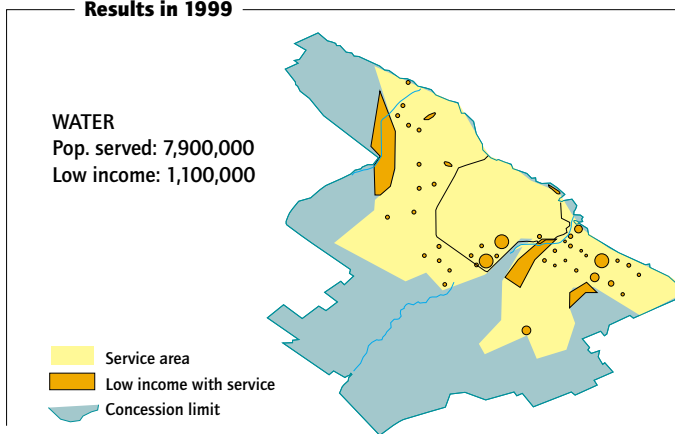 Results in 1999
WATER
Pop. served: 7,900,000
Low income: 1,100,000
Service area
Low income with service
Concession limit